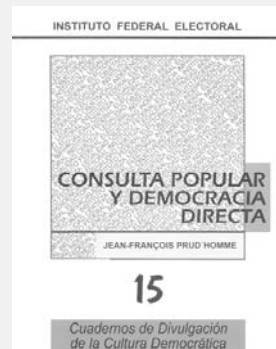 INSTITUTO FEDERAL ELECTORAL
CONSULTA POPULAR
Y DEMOCRACIA
DIRECTA
JEAN-FRANÇOIS PRUD'HOMME
15
Cuadernos de Divulgación
de la Cultura Democrática